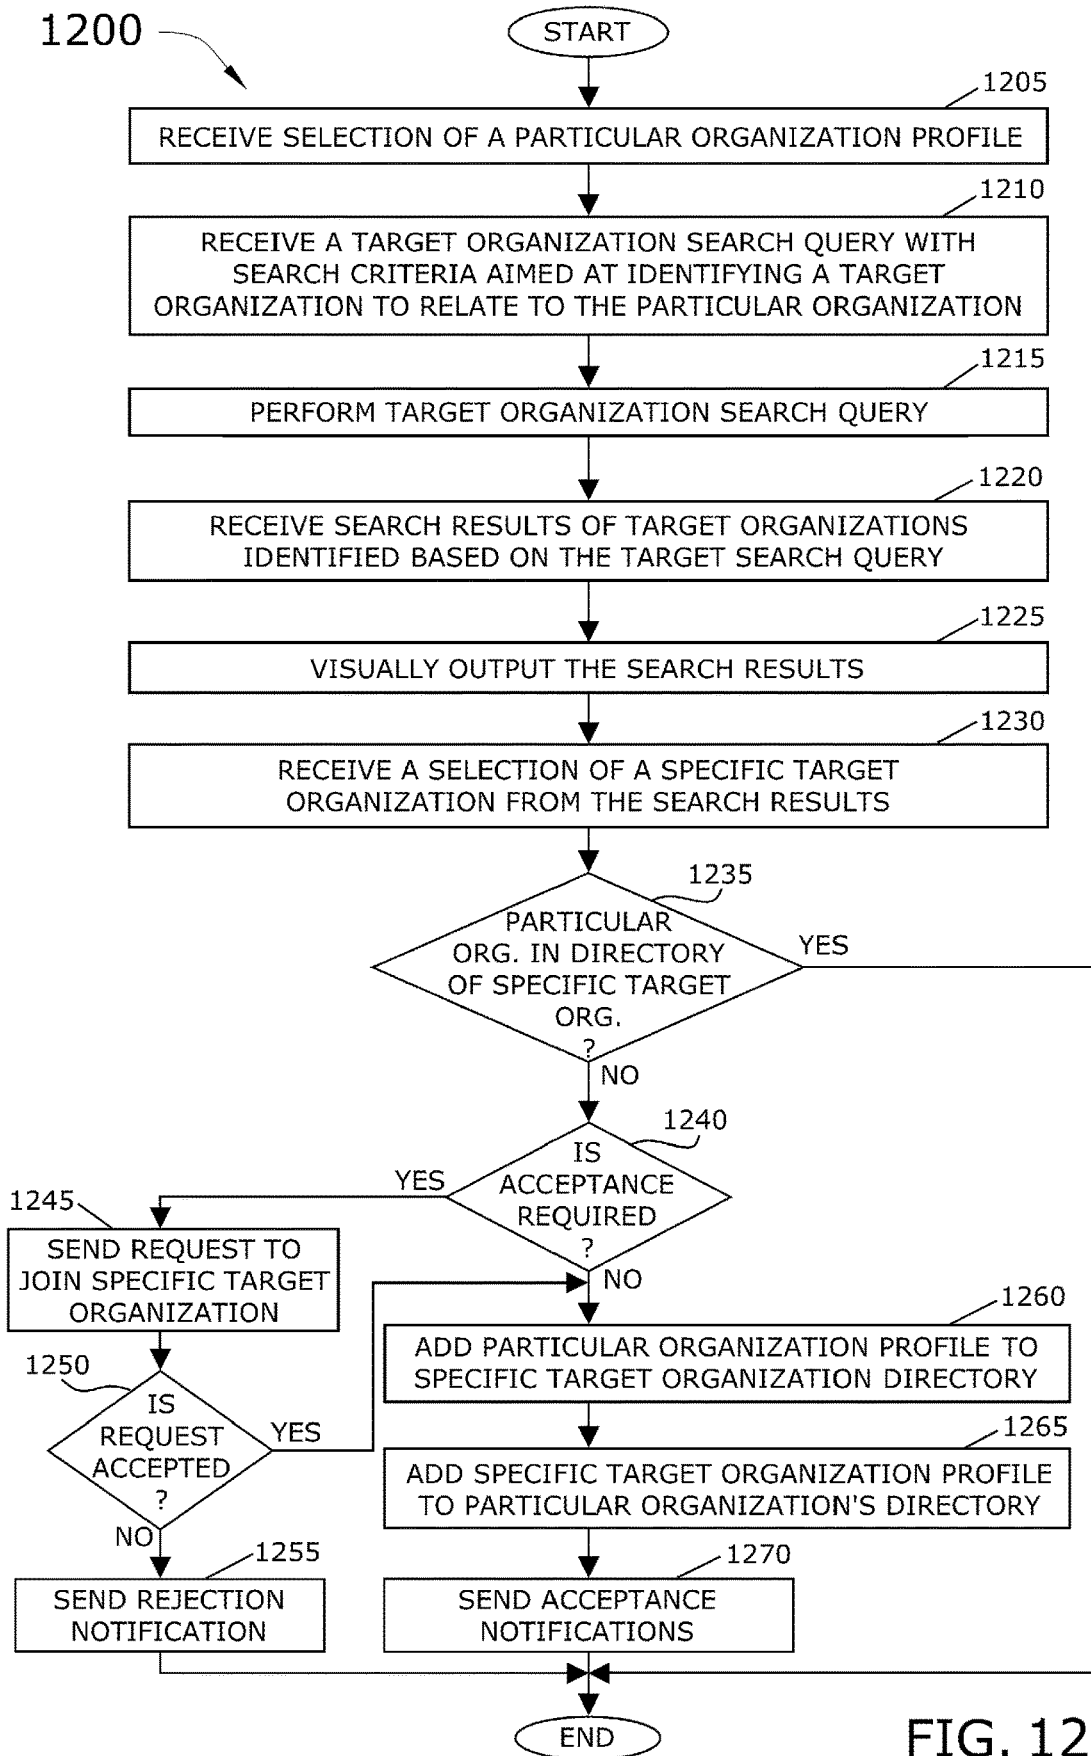 1200
START
1205
RECEIVE SELECTION OF A PARTICULAR ORGANIZATION PROFILE
1210
RECEIVE A TARGET ORGANIZATION SEARCH QUERY WITH
SEARCH CRITERIA AIMED AT IDENTIFYING A TARGET
ORGANIZATION TO RELATE TO THE PARTICULAR ORGANIZATION
1215
PERFORM TARGET ORGANIZATION SEARCH QUERY
1220
RECEIVE SEARCH RESULTS OF TARGET ORGANIZATIONS
IDENTIFIED BASED ON THE TARGET SEARCH QUERY
1225
VISUALLY OUTPUT THE SEARCH RESULTS
1230
RECEIVE A SELECTION OF A SPECIFIC TARGET
ORGANIZATION FROM THE SEARCH RESULTS
1235
PARTICULAR
ORG. IN DIRECTORY
OF SPECIFIC TARGET
ORG.
?
YES
NO
1240
IS
ACCEPTANCE
REQUIRED
?
YES
NO
1245
SEND REQUEST TO
JOIN SPECIFIC TARGET
ORGANIZATION
1250
IS
REQUEST
ACCEPTED
?
YES
NO
1255
SEND REJECTION
NOTIFICATION
1260
ADD PARTICULAR ORGANIZATION PROFILE TO
SPECIFIC TARGET ORGANIZATION DIRECTORY
1265
ADD SPECIFIC TARGET ORGANIZATION PROFILE
TO PARTICULAR ORGANIZATION'S DIRECTORY
1270
SEND ACCEPTANCE
NOTIFICATIONS
END
FIG. 12